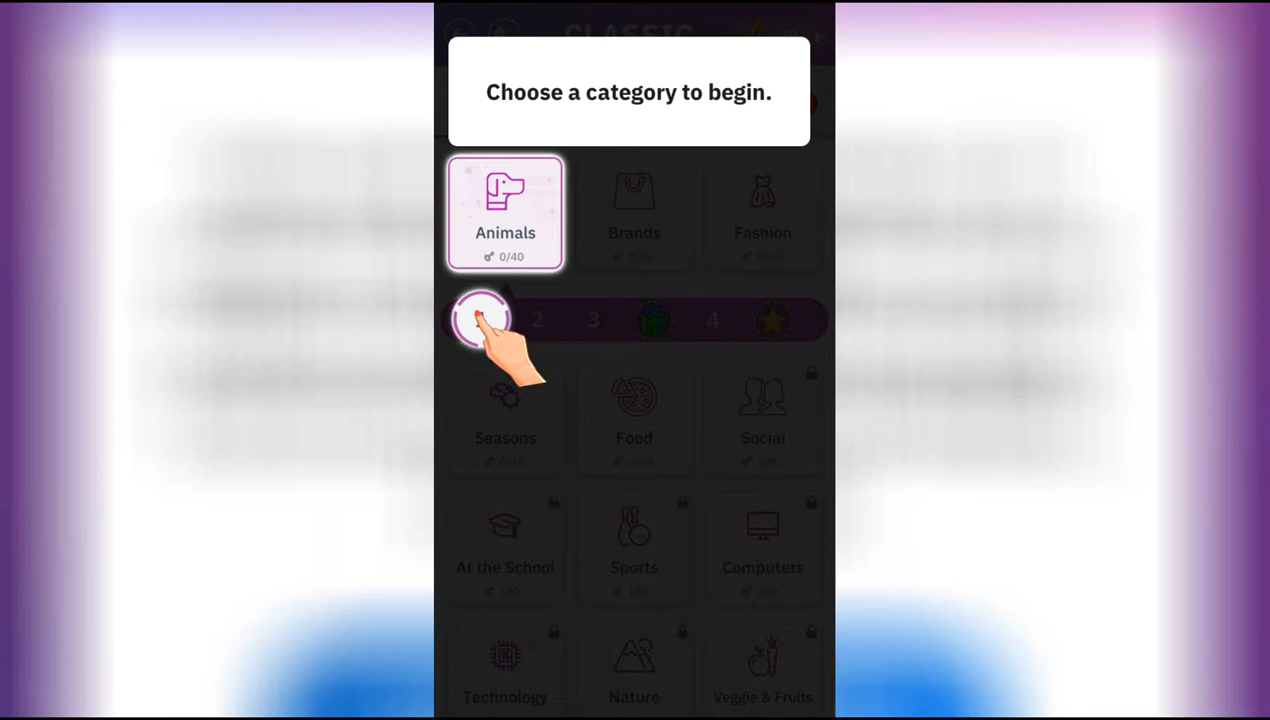 CLASSIC
Choose a category to begin.
Animals
0/40
Brands
Fashion
2
3
4
Seasons
Food
Social
At the School
Sports
Computers
Technology
Nature
Veggie & Fruits